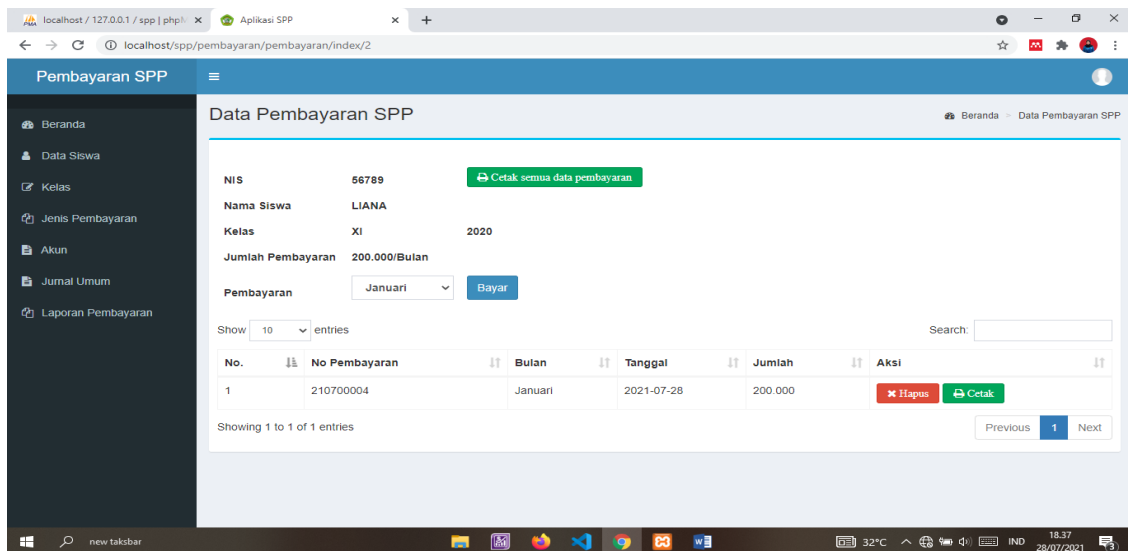 localhost / 127.0.0.1 / spp | phpM
Aplikasi SPP
localhost/spp/pembayaran/pembayaran/index/2
Pembayaran SPP
Beranda
Data Siswa
Kelas
Jenis Pembayaran
Akun
Jurnal Umum
Laporan Pembayaran
Data Pembayaran SPP
Beranda > Data Pembayaran SPP
NIS 56789 Cetak semua data pembayaran
Nama Siswa LIANA
Kelas XI 2020
Jumlah Pembayaran 200.000/Bulan
Pembayaran Januari Bayar
Show 10 entries Search:
No. No Pembayaran Bulan Tanggal Jumlah Aksi
1 210700004 Januari 2021-07-28 200.000 Hapus Cetak
Showing 1 to 1 of 1 entries Previous 1 Next
new taksbar 32°C IND 18.37
28/07/2021